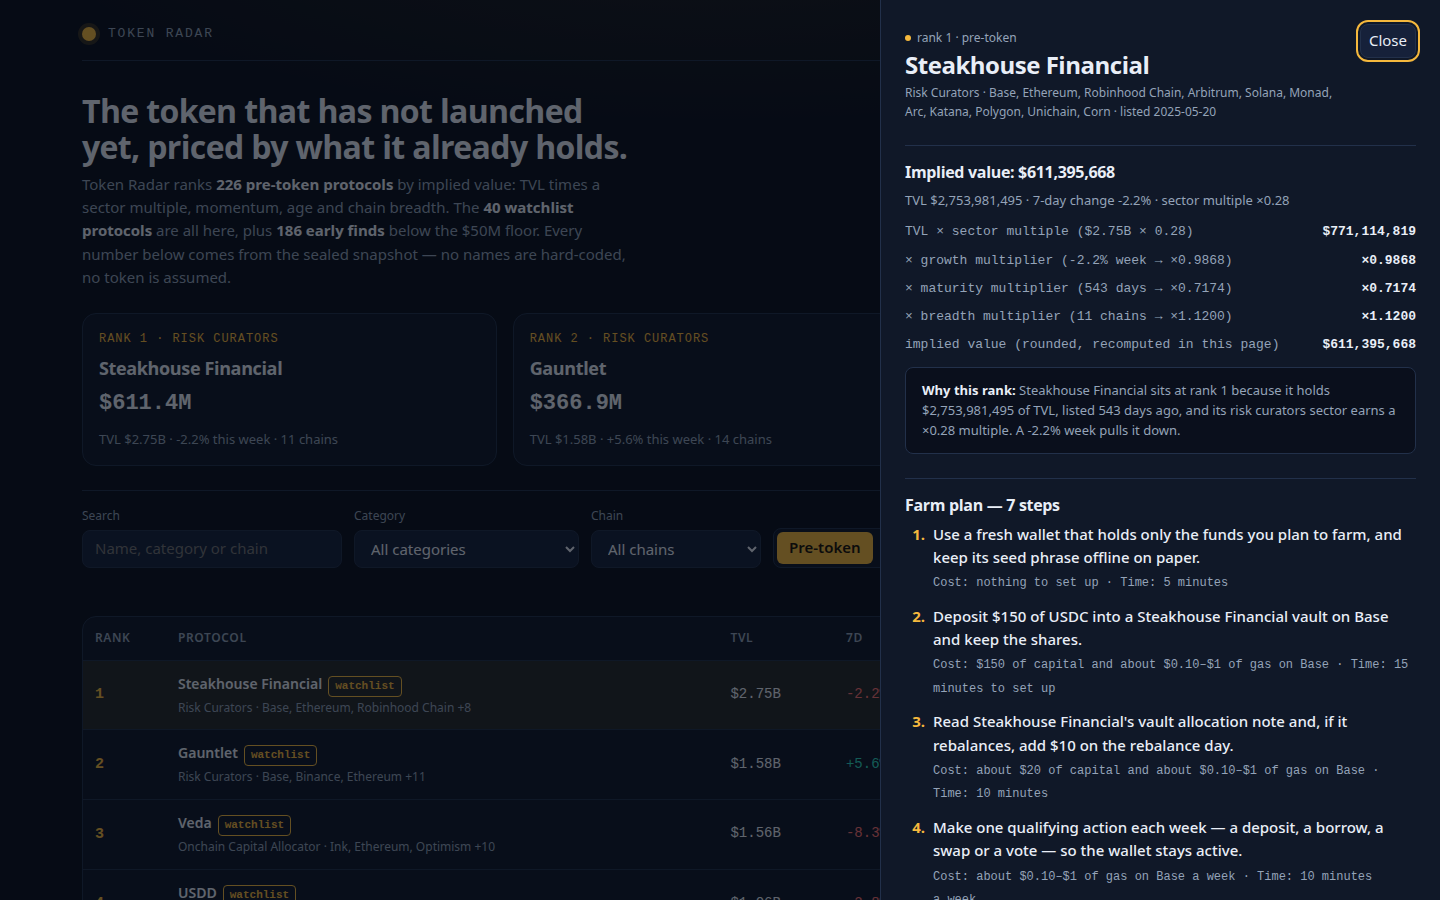 TOKEN RADAR
The token that has not launched
yet, priced by what it already holds.
Token Radar ranks 226 pre-token protocols by implied value: TVL times a
sector multiple, momentum, age and chain breadth. The 40 watchlist
protocols are all here, plus 186 early finds below the $50M floor. Every
number below comes from the sealed snapshot — no names are hard-coded,
no token is assumed.
RANK 1 · RISK CURATORS
Steakhouse Financial
$611.4M
TVL $2.75B · -2.2% this week · 11 chains
RANK 2 · RISK CURATORS
Gauntlet
$366.9M
TVL $1.58B · +5.6% this week · 14 chains
Search
Category
Chain
Name, category or chain
All categories
All chains
Pre-token
RANK PROTOCOL TVL 7D
1 Steakhouse Financial watchlist $2.75B
Risk Curators · Base, Ethereum, Robinhood Chain +8
2 Gauntlet watchlist $1.58B
Risk Curators · Base, Binance, Ethereum +11
3 Veda watchlist $1.56B
Onchain Capital Allocator · Ink, Ethereum, Optimism +10
USDD watchlist
rank 1 · pre-token
Close
Steakhouse Financial
Risk Curators · Base, Ethereum, Robinhood Chain, Arbitrum, Solana, Monad,
Arc, Katana, Polygon, Unichain, Corn · listed 2025-05-20
Implied value: $611,395,668
TVL $2,753,981,495 · 7-day change -2.2% · sector multiple ×0.28
TVL × sector multiple ($2.75B × 0.28) $771,114,819
× growth multiplier (-2.2% week → ×0.9868) ×0.9868
× maturity multiplier (543 days → ×0.7174) ×0.7174
× breadth multiplier (11 chains → ×1.1200) ×1.1200
implied value (rounded, recomputed in this page) $611,395,668
Why this rank: Steakhouse Financial sits at rank 1 because it holds
$2,753,981,495 of TVL, listed 543 days ago, and its risk curators sector earns a
×0.28 multiple. A -2.2% week pulls it down.
Farm plan — 7 steps
1. Use a fresh wallet that holds only the funds you plan to farm, and
keep its seed phrase offline on paper.
Cost: nothing to set up · Time: 5 minutes
2. Deposit $150 of USDC into a Steakhouse Financial vault on Base
and keep the shares.
Cost: $150 of capital and about $0.10–$1 of gas on Base · Time: 15
minutes to set up
3. Read Steakhouse Financial's vault allocation note and, if it
rebalances, add $10 on the rebalance day.
Cost: about $20 of capital and about $0.10–$1 of gas on Base ·
Time: 10 minutes
4. Make one qualifying action each week — a deposit, a borrow, a
swap or a vote — so the wallet stays active.
Cost: about $0.10–$1 of gas on Base a week · Time: 10 minutes
a week